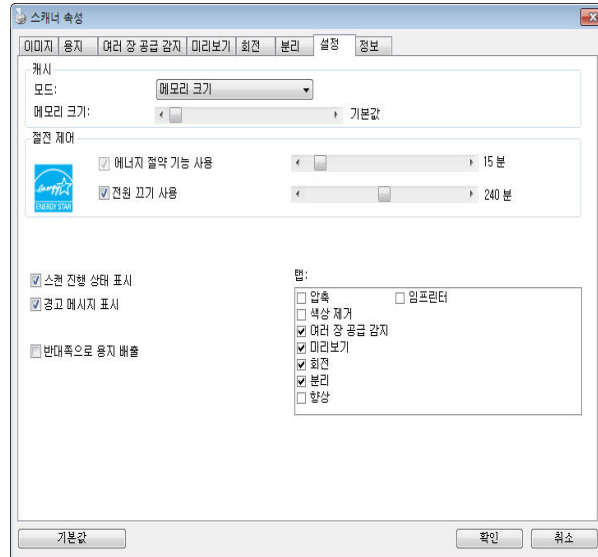 스캐너 속성
이미지 용지 여러 장 공급 감지 미리보기 회전 분리 설정 정보
캐시
모드: 메모리 크기
메모리 크기: 기본값
절전 제어
에너지 절약 기능 사용 15 분
전원 끄기 사용 240 분
energy
ENERGY STAR
스캔 진행 상태 표시
경고 메시지 표시
반대쪽으로 용지 배출
탭:
압축 임프린터
색상 제거
여러 장 공급 감지
미리보기
회전
분리
향상
기본값 확인 취소